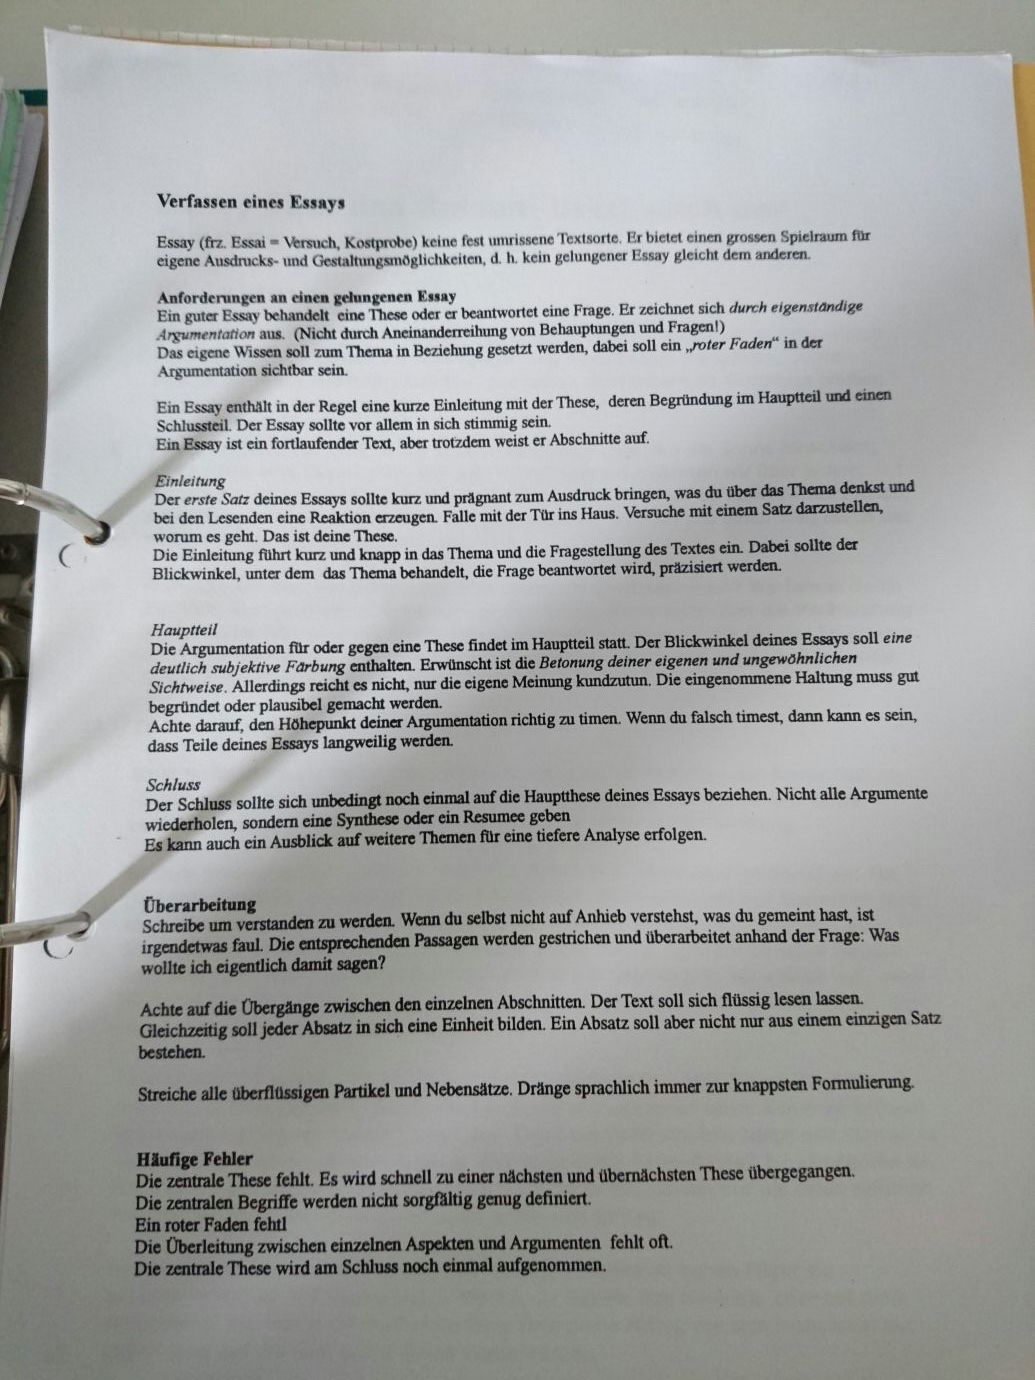 Verfassen eines Essays
Essay (frz. Essai = Versuch, Kostprobe) keine fest umrissene Textsorte. Er bietet einen grossen Spielraum für
eigene Ausdrucks- und Gestaltungsmöglichkeiten, d. h. kein gelungener Essay gleicht dem anderen.
Anforderungen an einen gelungenen Essay
Ein guter Essay behandelt eine These oder er beantwortet eine Frage. Er zeichnet sich durch eigenständige
Argumentation aus. (Nicht durch Aneinanderreihung von Behauptungen und Fragen!)
Das eigene Wissen soll zum Thema in Beziehung gesetzt werden, dabei soll ein „roter Faden“ in der
Argumentation sichtbar sein.
Ein Essay enthält in der Regel eine kurze Einleitung mit der These, deren Begründung im Hauptteil und einen
Schlussteil. Der Essay sollte vor allem in sich stimmig sein.
Ein Essay ist ein fortlaufender Text, aber trotzdem weist er Abschnitte auf.
Einleitung
Der erste Satz deines Essays sollte kurz und prägnant zum Ausdruck bringen, was du über das Thema denkst und
bei den Lesenden eine Reaktion erzeugen. Falle mit der Tür ins Haus. Versuche mit einem Satz darzustellen,
worum es geht. Das ist deine These.
Die Einleitung führt kurz und knapp in das Thema und die Fragestellung des Textes ein. Dabei sollte der
Blickwinkel, unter dem das Thema behandelt, die Frage beantwortet wird, präzisiert werden.
Hauptteil
Die Argumentation für oder gegen eine These findet im Hauptteil statt. Der Blickwinkel deines Essays soll eine
deutlich subjektive Färbung enthalten. Erwünscht ist die Betonung deiner eigenen und ungewöhnlichen
Sichtweise. Allerdings reicht es nicht, nur die eigene Meinung kundzutun. Die eingenommene Haltung muss gut
begründet oder plausibel gemacht werden.
Achte darauf, den Höhepunkt deiner Argumentation richtig zu timen. Wenn du falsch timest, dann kann es sein,
dass Teile deines Essays langweilig werden.
Schluss
Der Schluss sollte sich unbedingt noch einmal auf die Hauptthese deines Essays beziehen. Nicht alle Argumente
wiederholen, sondern eine Synthese oder ein Resumee geben
Es kann auch ein Ausblick auf weitere Themen für eine tiefere Analyse erfolgen.
Überarbeitung
Schreibe um verstanden zu werden. Wenn du selbst nicht auf Anhieb verstehst, was du gemeint hast, ist
irgendetwas faul. Die entsprechenden Passagen werden gestrichen und überarbeitet anhand der Frage: Was
wollte ich eigentlich damit sagen?
Achte auf die Übergänge zwischen den einzelnen Abschnitten. Der Text soll sich flüssig lesen lassen.
Gleichzeitig soll jeder Absatz in sich eine Einheit bilden. Ein Absatz soll aber nicht nur aus einem einzigen Satz
bestehen.
Streiche alle überflüssigen Partikel und Nebensätze. Dränge sprachlich immer zur knappsten Formulierung.
Häufige Fehler
Die zentrale These fehlt. Es wird schnell zu einer nächsten und übernächsten These übergegangen.
Die zentralen Begriffe werden nicht sorgfältig genug definiert.
Ein roter Faden fehtl
Die Überleitung zwischen einzelnen Aspekten und Argumenten fehlt oft.
Die zentrale These wird am Schluss noch einmal aufgenommen.